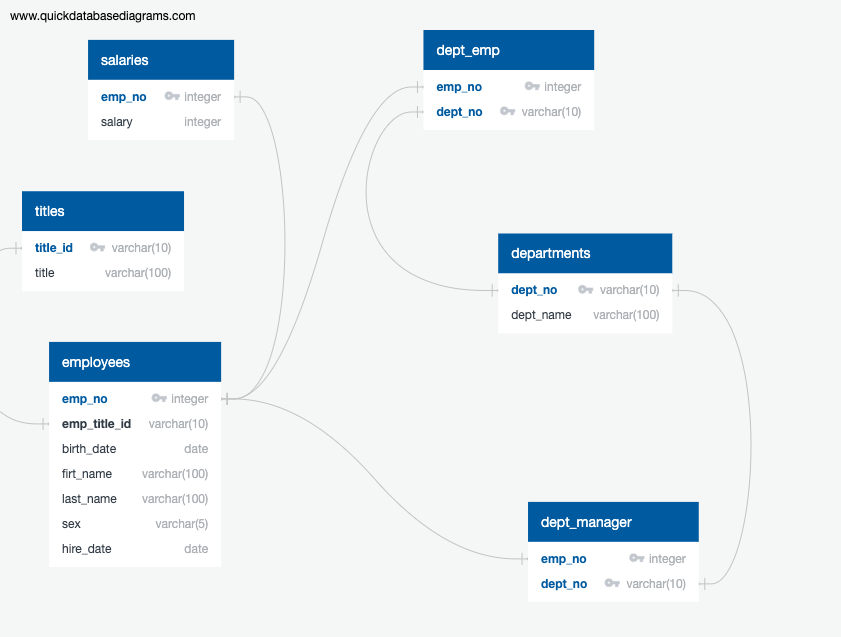 www.quickdatabasediagrams.com
salaries
emp_no integer
salary integer
dept_emp
emp_no integer
dept_no varchar(10)
titles
title_id varchar(10)
title varchar(100)
departments
dept_no varchar(10)
dept_name varchar(100)
employees
emp_no integer
emp_title_id varchar(10)
birth_date date
firt_name varchar(100)
last_name varchar(100)
sex varchar(5)
hire_date date
dept_manager
emp_no integer
dept_no varchar(10)